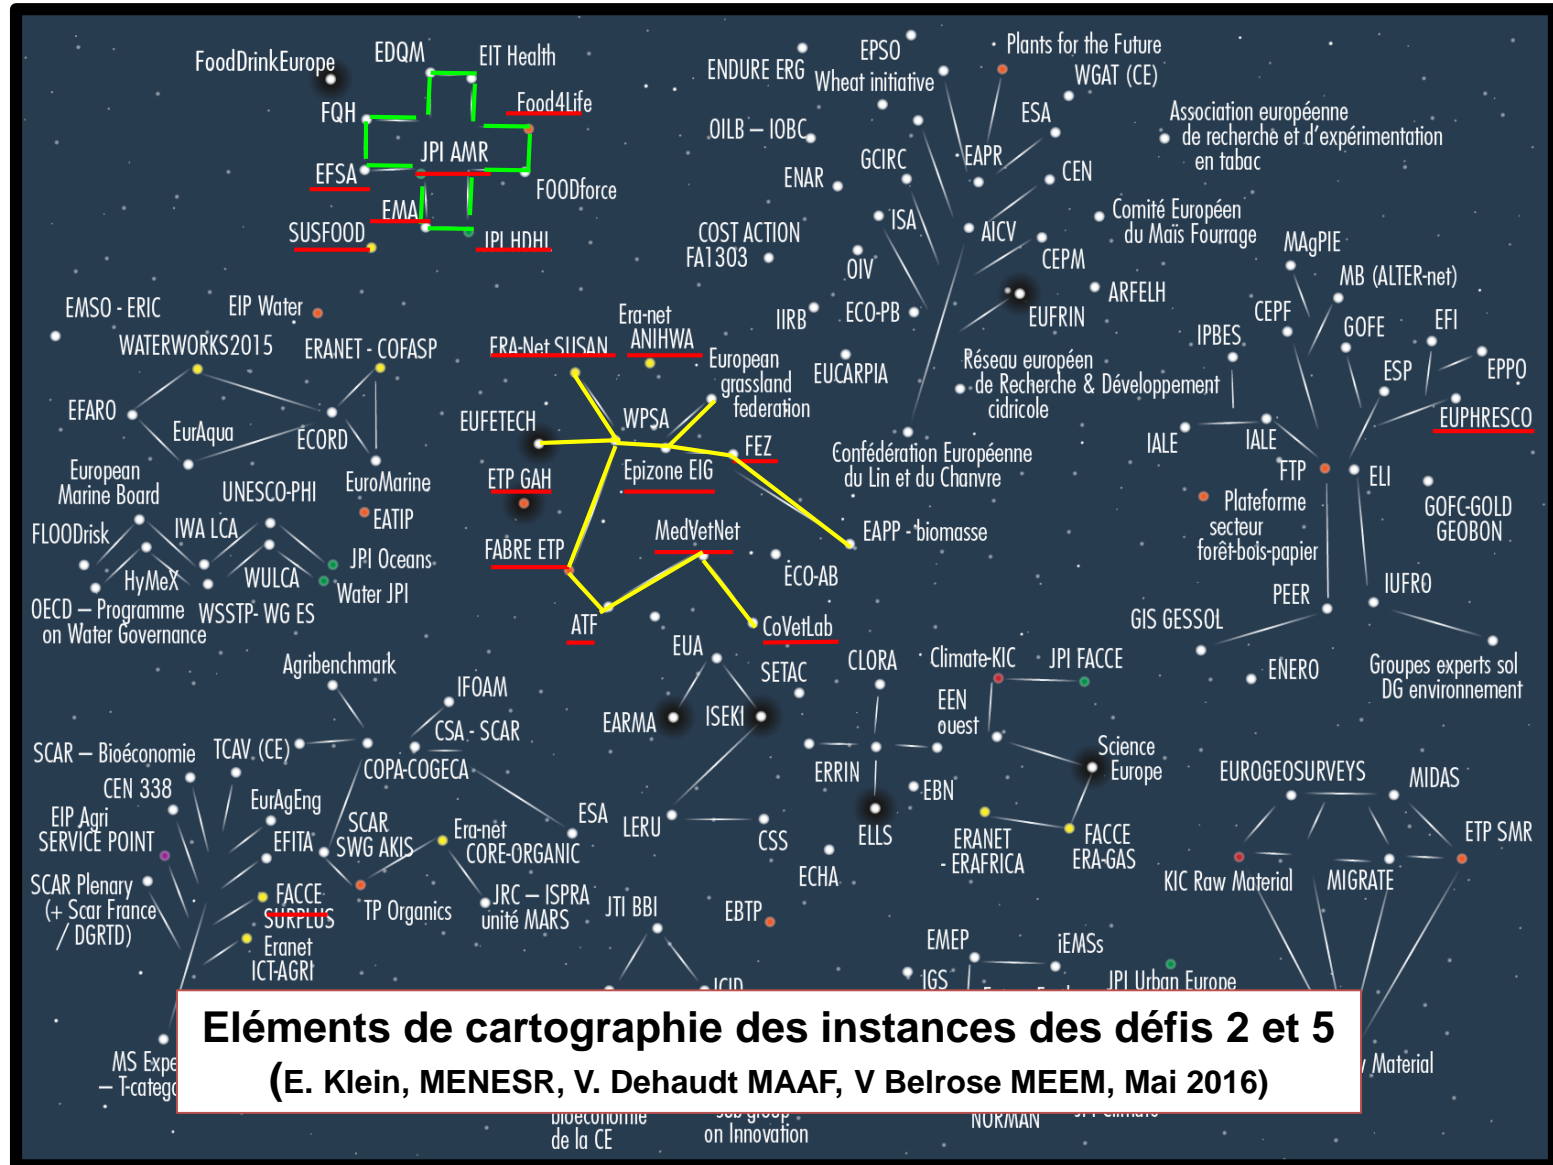 FoodDrinkEurope
EDQM
EIT Health
Food4Life
FQH
JPI AMR
EFSA
FOODforce
EMA
SUSFOOD
JPI HDHL
ENDURE ERG
EPSO
Wheat initiative
Plants for the Future
WGAT (CE)
ESA
OILB – IOBC
GCIRC
EAPR
CEN
ENAR
ISA
AICV
Association européenne
de recherche et d'expérimentation
en tabac
COST ACTION
FA1303
OIV
CEPM
Comité Européen
du Maïs Fourrage
IIRB
ECO-PB
EUFRIN
ARFELH
EUCARPIA
Réseau européen
de Recherche & Développement
cidricole
Confédération Européenne
du Lin et du Chanvre
MAgPIE
MB (ALTER-net)
CEPF
IPBES
GOFE
EFI
ESP
EPPO
EUPHRESCO
IALE
IALE
FTP
ELI
Plateforme
secteur
forêt-bois-papier
GOFC-GOLD
GEOBON
PEER
IUFRO
GIS GESSOL
ENERO
Groupes experts sol
DG environnement
EMSO - ERIC
EIP Water
WATERWORKS2015
ERANET - COFASP
EFARO
EurAqua
ECORD
European
Marine Board
UNESCO-PHI
EuroMarine
EATIP
FLOODrisk
IWA LCA
JPI Oceans
HyMeX
WULCA
Water JPI
OECD – Programme
on Water Governance
WSSTP- WG ES
ERA-Net SUSAN
Era-net
ANIHWA
European
grassland
federation
EUFETECH
WPSA
FEZ
ETP GAH
Epizone EIG
EAPP - biomasse
FABRE ETP
MedVetNet
ECO-AB
ATF
CoVetLab
Agribenchmark
IFOAM
CSA - SCAR
SCAR – Bioéconomie
TCAV (CE)
COPA-COGECA
CEN 338
EurAgEng
EIP Agri
SERVICE POINT
EFITA
SCAR
SWG AKIS
Era-net
CORE-ORGANIC
ESA
SCAR Plenary
(+ Scar France
/ DGRTD)
FACCE
SURPLUS
TP Organics
JRC – ISPRA
unité MARS
Eranet
ICT-AGRI
EUA
SETAC
EARMA
ISEKI
LERU
CSS
CLORA
ERRIN
ELLS
ECHA
EBN
Climate-KIC
JPI FACCE
EEN
ouest
Science
Europe
ERANET
- ERAFRICA
FACCE
ERA-GAS
EUROGEOSURVEYS
MIDAS
ETP SMR
KIC Raw Material
MIGRATE
JTI BBI
EBTP
EMEP
iEMSs
IGS
JPI Urban Europe
Eléments de cartographie des instances des défis 2 et 5
(E. Klein, MENESR, V. Dehaudt MAAF, V Belrose MEEM, Mai 2016)
Material
bioéconomie
de la CE
on Innovation
NORMAN